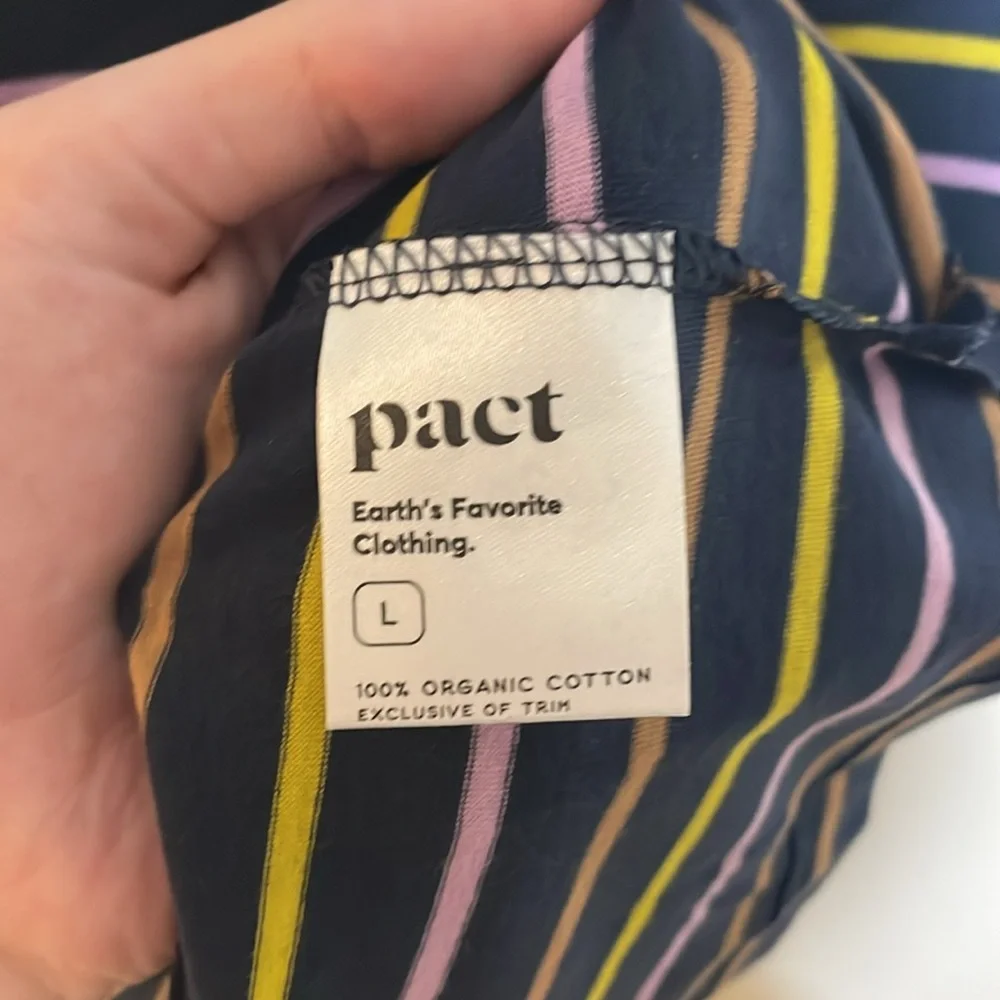 pact
Earth's Favorite
Clothing.
L
100% ORGANIC COTTON
EXCLUSIVE OF TRIM